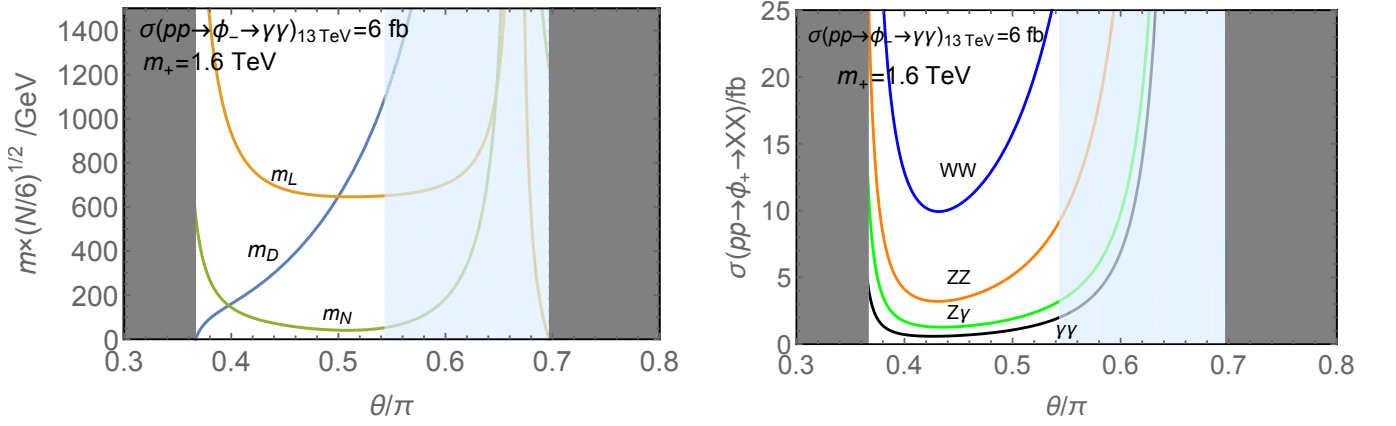 σ(pp→ϕ₋→γγ)₁₃ TeV=6 fb
m₊=1.6 TeV
m×(N/6)^{1/2} /GeV
1400
1200
1000
800
600
400
200
0
m_L
m_D
m_N
0.3 0.4 0.5 0.6 0.7 0.8
θ/π
σ(pp→ϕ₋→γγ)₁₃ TeV=6 fb
m₊=1.6 TeV
σ(pp→ϕ₊→XX)/fb
25
20
15
10
5
0
WW
ZZ
Zγ
γγ
0.3 0.4 0.5 0.6 0.7 0.8
θ/π